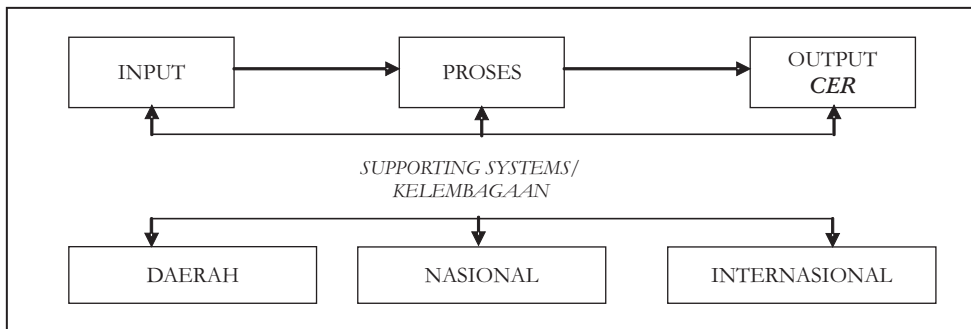 INPUT
PROSES
OUTPUT
CER
SUPPORTING SYSTEMS/
KELEMBAGAAN
DAERAH
NASIONAL
INTERNASIONAL